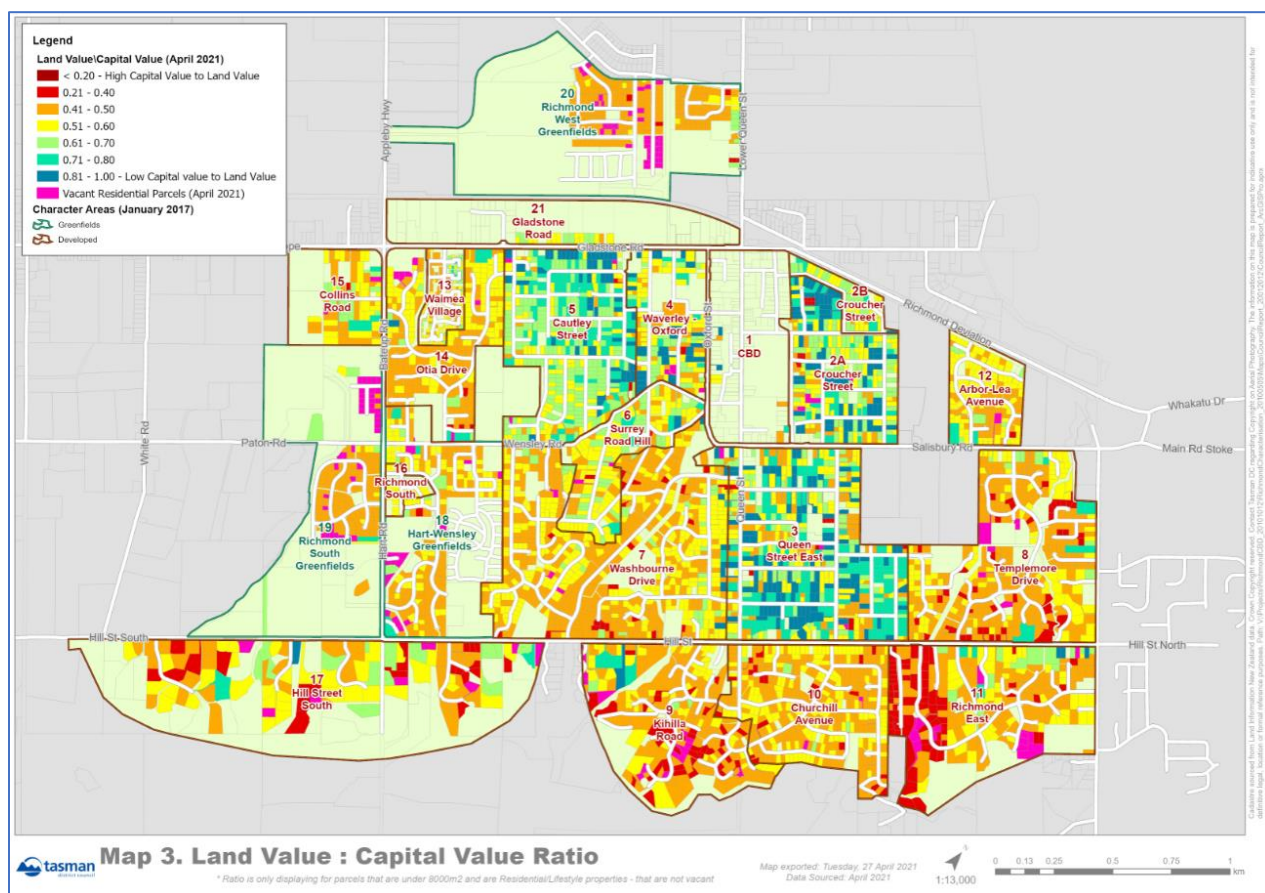 Legend
Land Value\Capital Value (April 2021)
< 0.20 - High Capital Value to Land Value
0.21 - 0.40
0.41 - 0.50
0.51 - 0.60
0.61 - 0.70
0.71 - 0.80
0.81 - 1.00 - Low Capital value to Land Value
Vacant Residential Parcels (April 2021)
Character Areas (January 2017)
Greenfields
Developed
Appleby Hwy
20
Richmond
West
Greenfields
Lower Queen St
21
Gladstone
Road
Gladstone Rd
15
Collins
Road
13
Waimea
Village
5
Cautley
Street
4
Waverley -
Oxford
Oxford St
1
CBD
2B
Croucher
Street
2A
Croucher
Street
Richmond Deviation
12
Arbor-Lea
Avenue
Whakatu Dr
Bateup Rd
14
Otia Drive
6
Surrey
Road Hill
White Rd
Paton Rd
Wensley Rd
Salisbury Rd
Main Rd Stoke
16
Richmond
South
19
Richmond
South
Greenfields
Hart Rd
18
Hart-Wensley
Greenfields
7
Washbourne
Drive
Queen St
3
Queen
Street East
8
Templemore
Drive
Hill St South
Hill St
Hill St North
17
Hill Street
South
9
Kihilla
Road
10
Churchill
Avenue
11
Richmond
East
tasman
district council
Map 3. Land Value : Capital Value Ratio
* Ratio is only displaying for parcels that are under 8000m2 and are Residential/Lifestyle properties - that are not vacant
Map exported: Tuesday, 27 April 2021
Data Sourced: April 2021
1:13,000
0 0.13 0.25 0.5 0.75 1
km